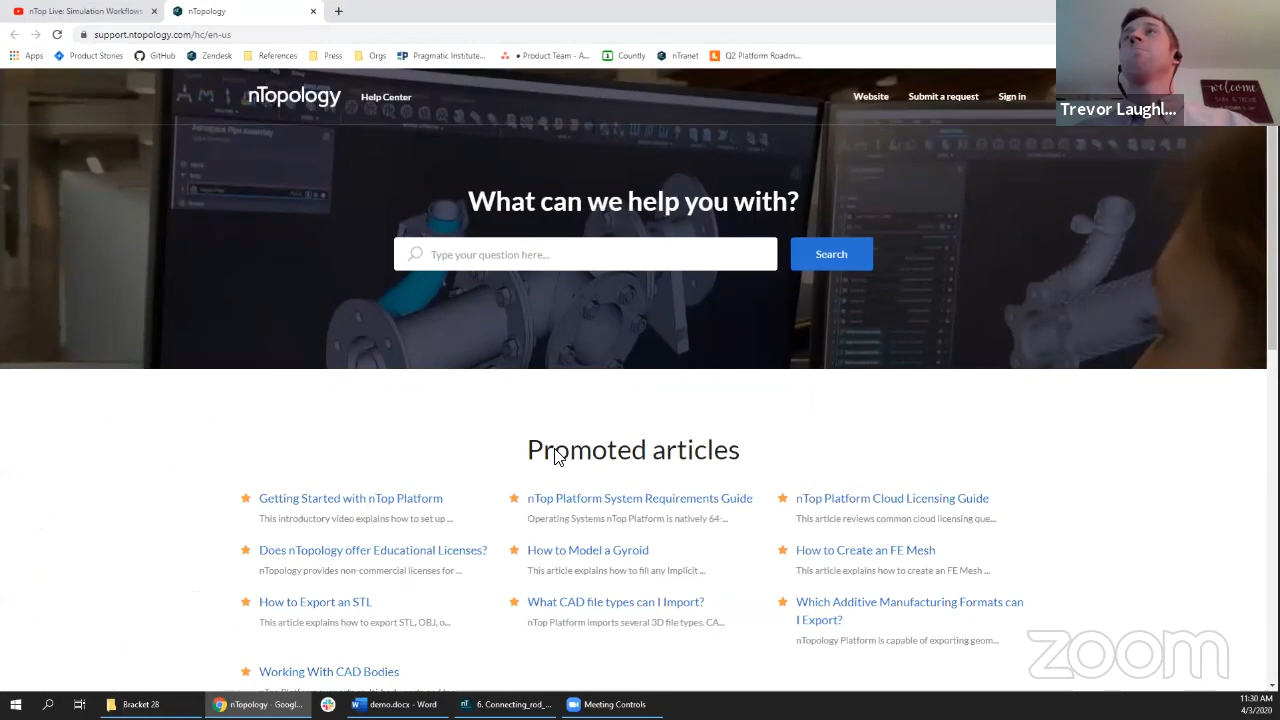 nTop Live: Simulation Workflows
nTopology
support.ntopology.com/hc/en-us
Apps
Product Stories
GitHub
Zendesk
References
Press
Orgs
Pragmatic Institute...
• Product Team - A...
Countly
nTranet
Q2 Platform Roadm...
nTopology
Help Center
Website
Submit a request
Sign in
welcome
Trevor Laughl...
Aerospace Pipe Assembly
What can we help you with?
Type your question here...
Search
Promoted articles
Getting Started with nTop Platform
This introductory video explains how to set up ...
nTop Platform System Requirements Guide
Operating Systems nTop Platform is natively 64-...
nTop Platform Cloud Licensing Guide
This article reviews common cloud licensing que...
Does nTopology offer Educational Licenses?
nTopology provides non-commercial licenses for ...
How to Model a Gyroid
This article explains how to fill any Implicit ...
How to Create an FE Mesh
This article explains how to create an FE Mesh ...
How to Export an STL
This article explains how to export STL, OBJ, o...
What CAD file types can I Import?
nTop Platform imports several 3D file types. CA...
Which Additive Manufacturing Formats can
I Export?
nTopology Platform is capable of exporting geom...
Working With CAD Bodies
zoom
Bracket 28
nTopology - Googl...
demo.docx - Word
6. Connecting_rod_...
Meeting Controls
11:30 AM
4/3/2020